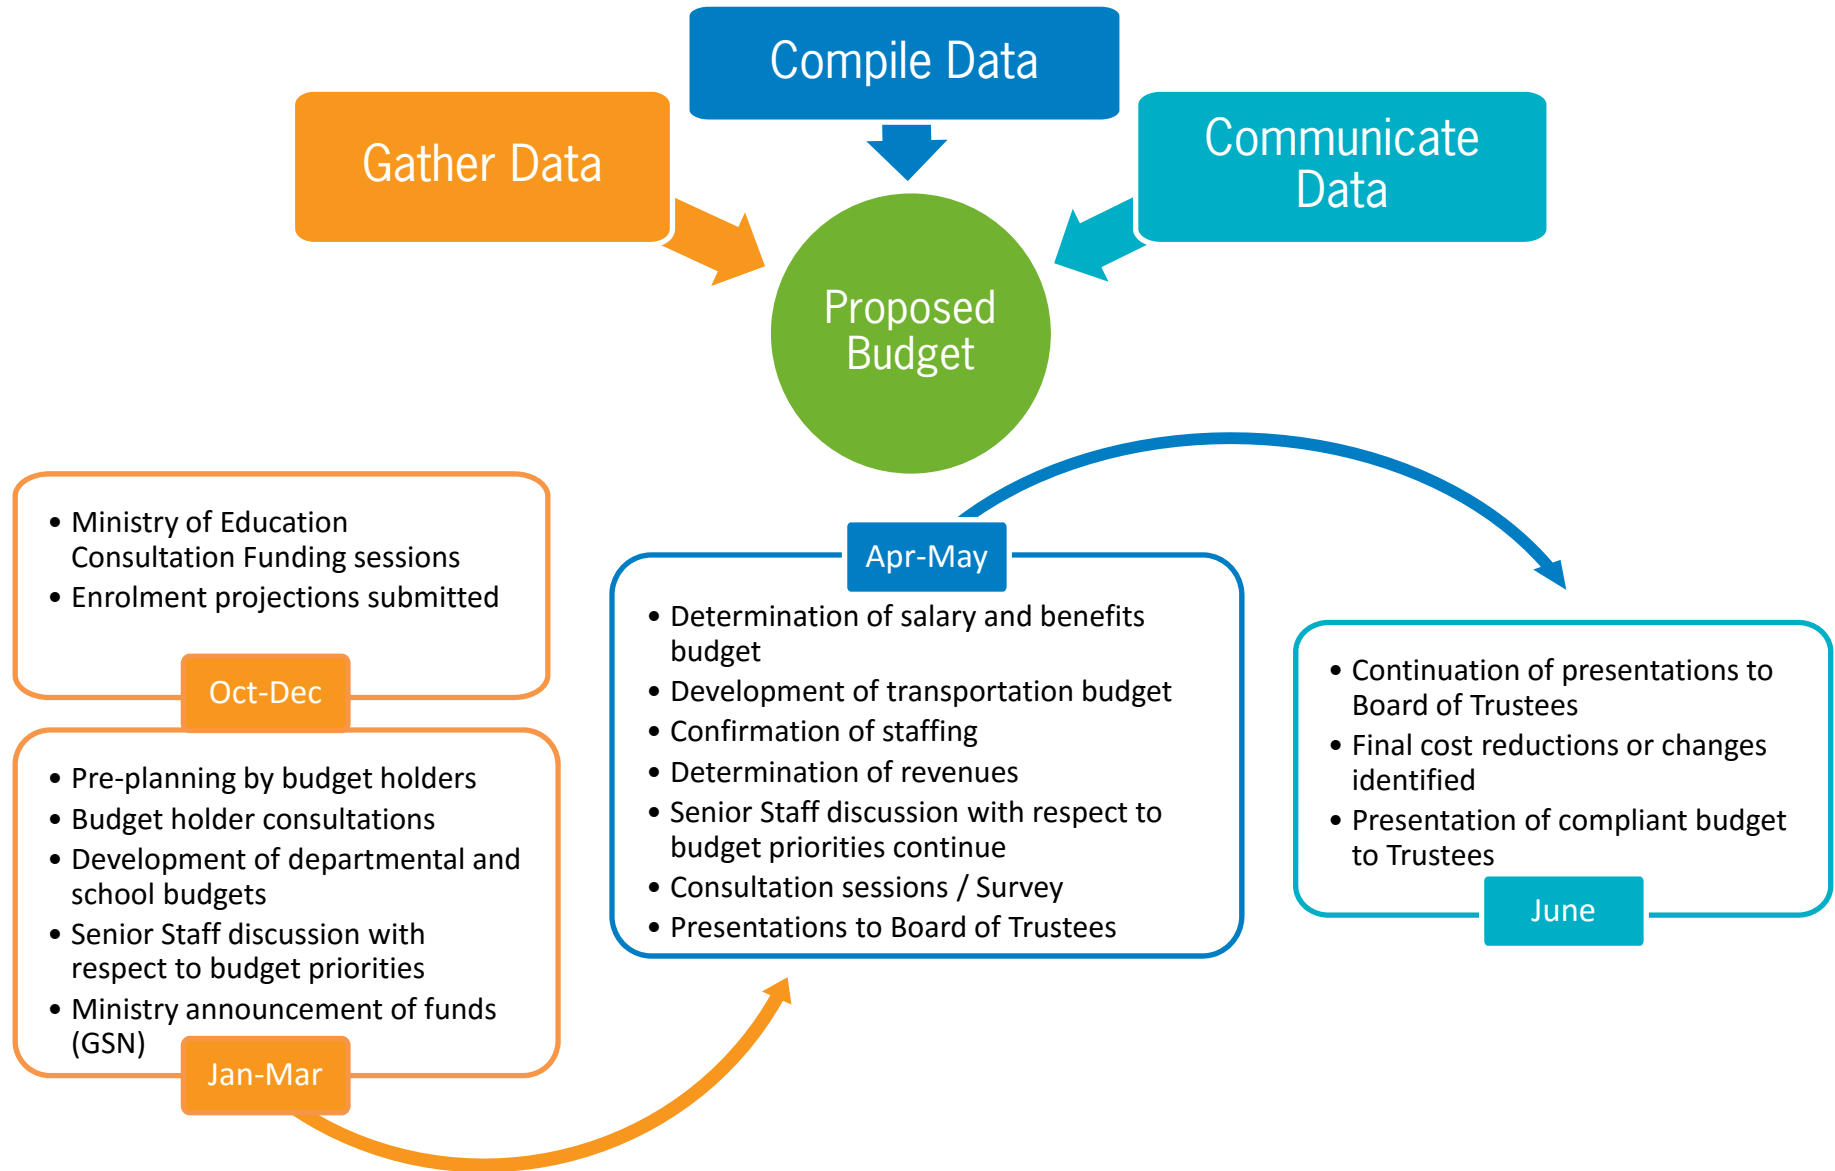 Compile Data
Gather Data
Communicate
Data
Proposed
Budget
• Ministry of Education
Consultation Funding sessions
• Enrolment projections submitted
Oct-Dec
• Pre-planning by budget holders
• Budget holder consultations
• Development of departmental and
school budgets
• Senior Staff discussion with
respect to budget priorities
• Ministry announcement of funds
(GSN)
Jan-Mar
Apr-May
• Determination of salary and benefits
budget
• Development of transportation budget
• Confirmation of staffing
• Determination of revenues
• Senior Staff discussion with respect to
budget priorities continue
• Consultation sessions / Survey
• Presentations to Board of Trustees
• Continuation of presentations to
Board of Trustees
• Final cost reductions or changes
identified
• Presentation of compliant budget
to Trustees
June